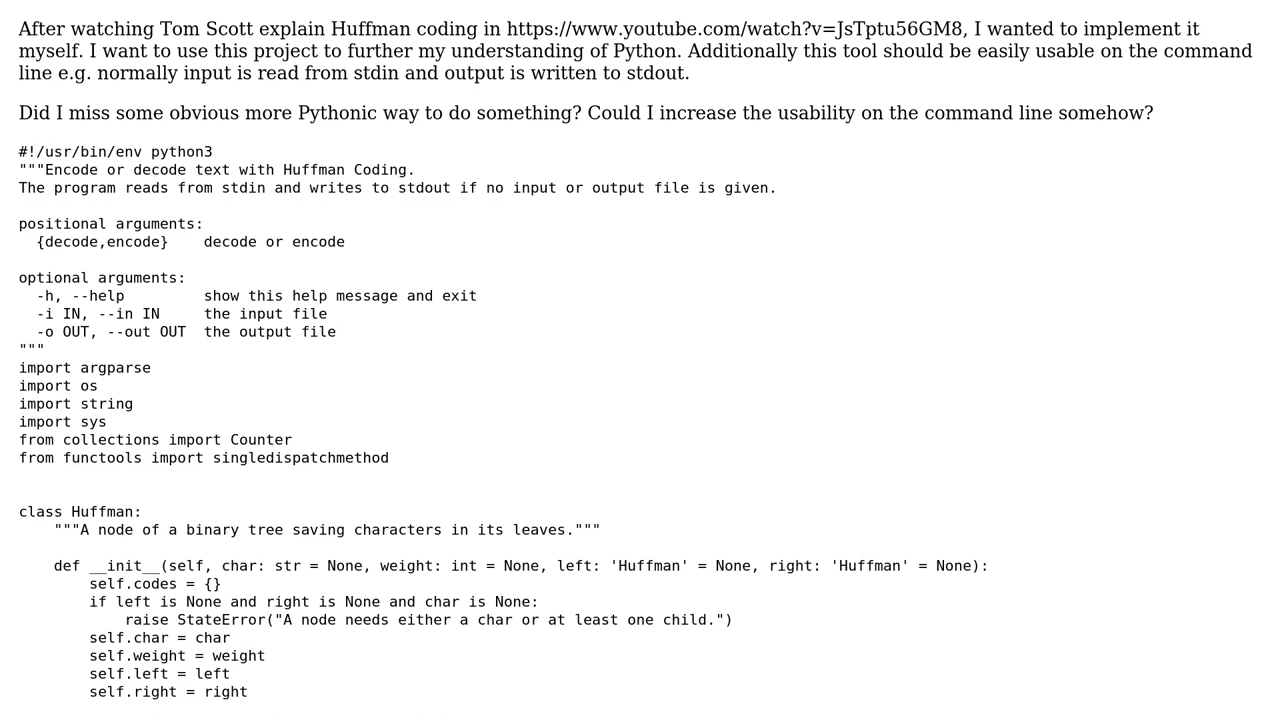 After watching Tom Scott explain Huffman coding in https://www.youtube.com/watch?v=JsTptu56GM8, I wanted to implement it
myself. I want to use this project to further my understanding of Python. Additionally this tool should be easily usable on the command
line e.g. normally input is read from stdin and output is written to stdout.
Did I miss some obvious more Pythonic way to do something? Could I increase the usability on the command line somehow?
#!/usr/bin/env python3
"""Encode or decode text with Huffman Coding.
The program reads from stdin and writes to stdout if no input or output file is given.

positional arguments:
  {decode,encode}    decode or encode

optional arguments:
  -h, --help         show this help message and exit
  -i IN, --in IN     the input file
  -o OUT, --out OUT  the output file
"""
import argparse
import os
import string
import sys
from collections import Counter
from functools import singledispatchmethod


class Huffman:
    """A node of a binary tree saving characters in its leaves."""

    def __init__(self, char: str = None, weight: int = None, left: 'Huffman' = None, right: 'Huffman' = None):
        self.codes = {}
        if left is None and right is None and char is None:
            raise StateError("A node needs either a char or at least one child.")
        self.char = char
        self.weight = weight
        self.left = left
        self.right = right